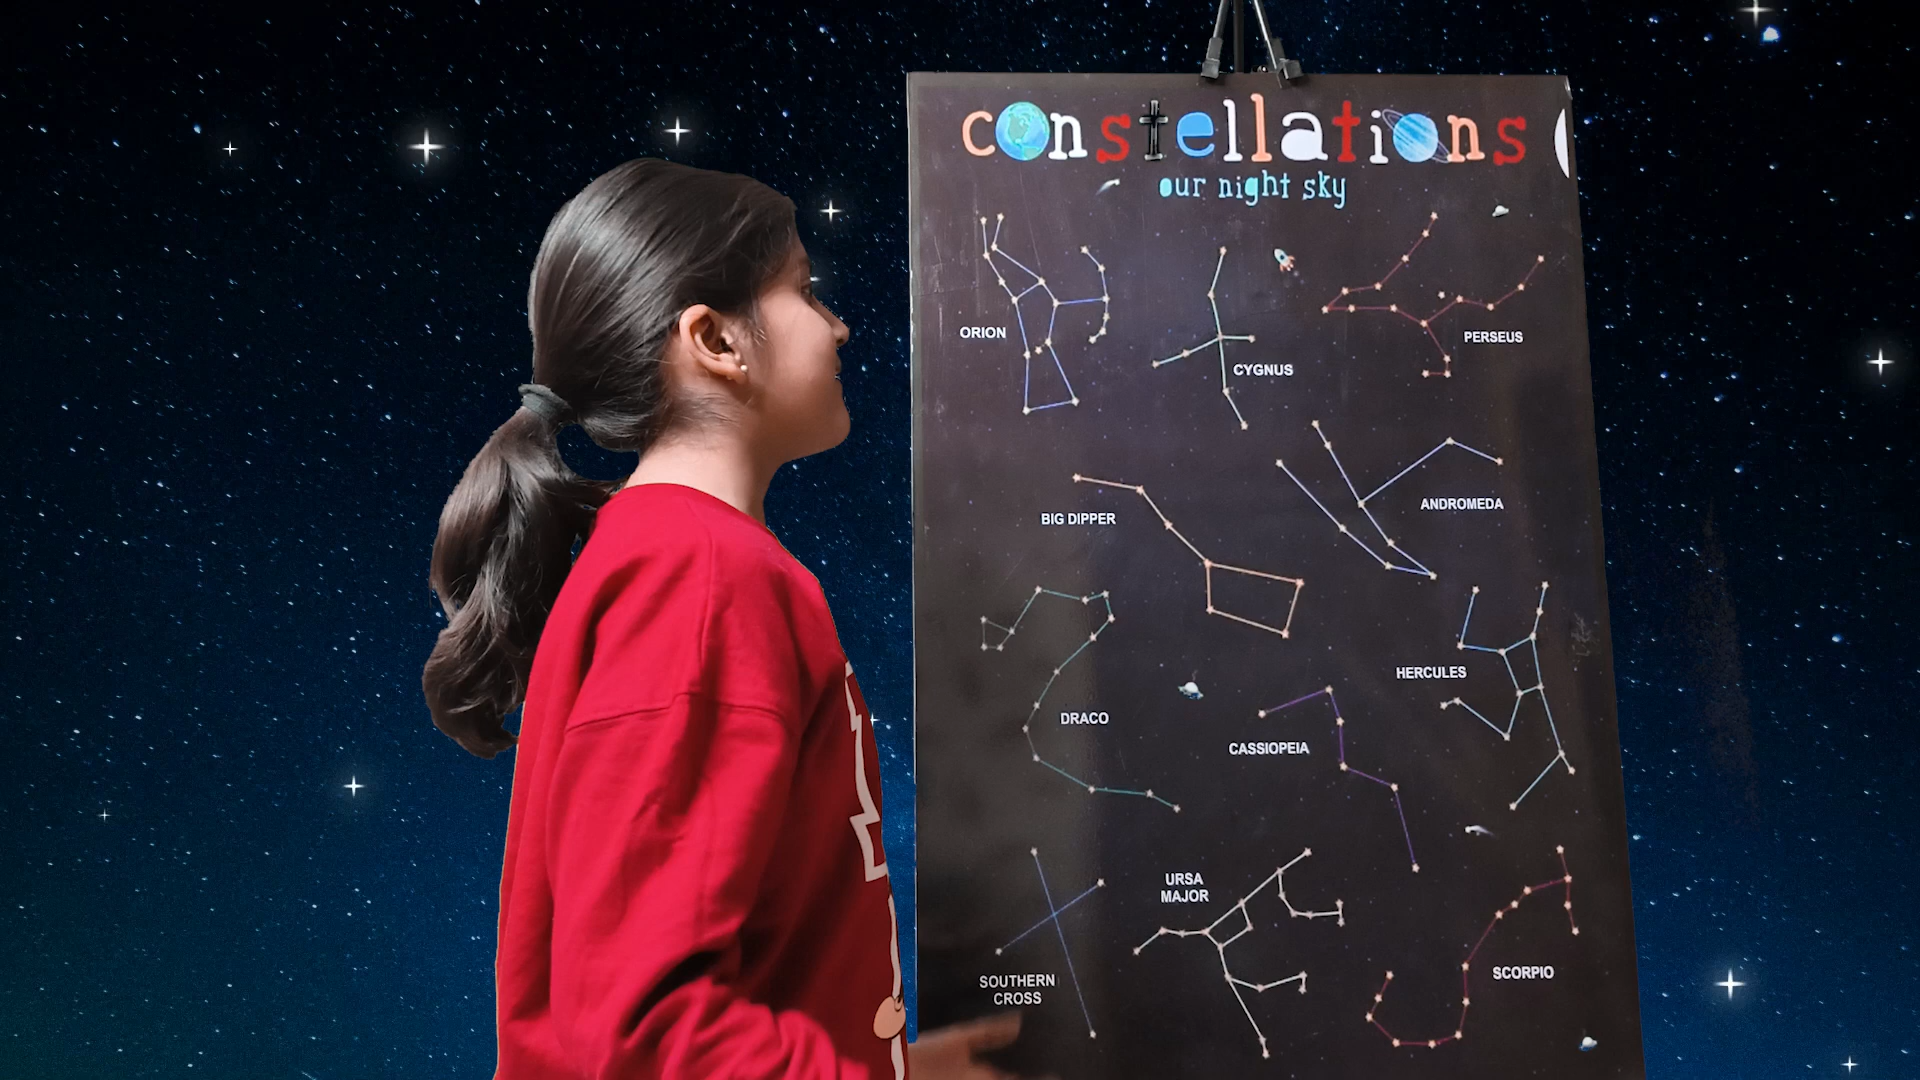 constellations
our night sky
ORION
CYGNUS
PERSEUS
BIG DIPPER
ANDROMEDA
DRACO
HERCULES
CASSIOPEIA
SOUTHERN
CROSS
URSA
MAJOR
SCORPIO